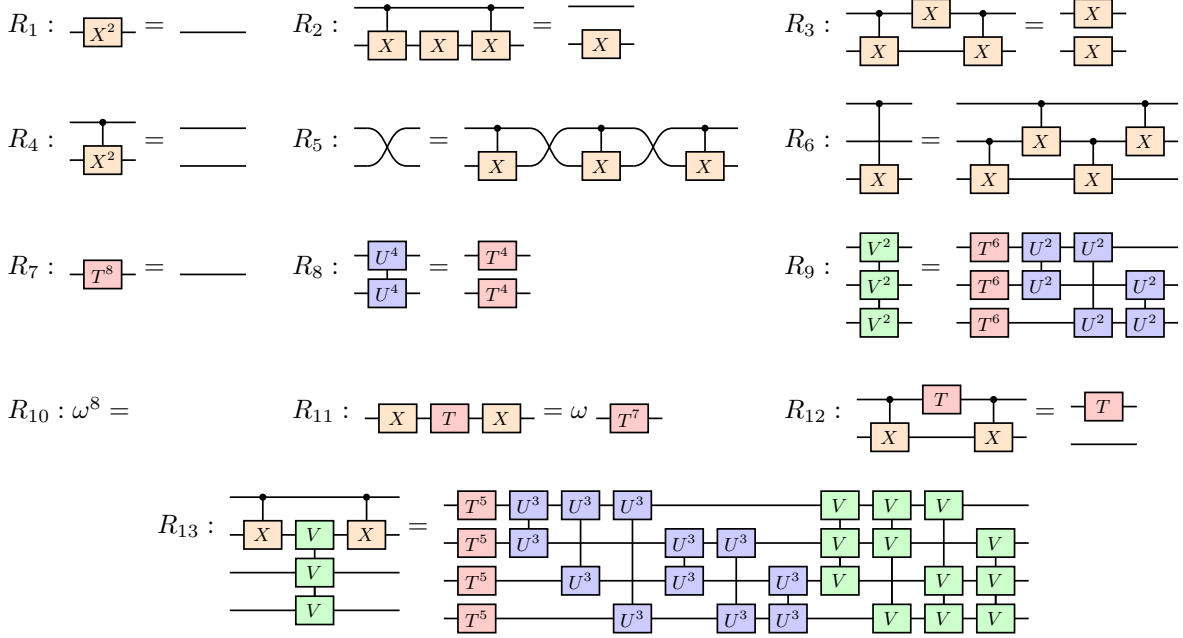 R₁ : X² =
R₂ : X X X = X
R₃ : X X X = X X
R₄ : X² =
R₅ : = X X X
R₆ : X = X X X X
R₇ : T⁸ =
R₈ : U⁴ U⁴ = T⁴ T⁴
R₉ : V² V² V² = T⁶ U² U² T⁶ U² U² T⁶ U² U²
R₁₀ : ω⁸ =
R₁₁ : X T X = ω T⁷
R₁₂ : X T X = T
R₁₃ : X V X V V = T⁵ U³ U³ U³ V V V
T⁵ U³ U³ U³ V V V
T⁵ U³ U³ U³ V V V
T⁵ U³ U³ U³ V V V